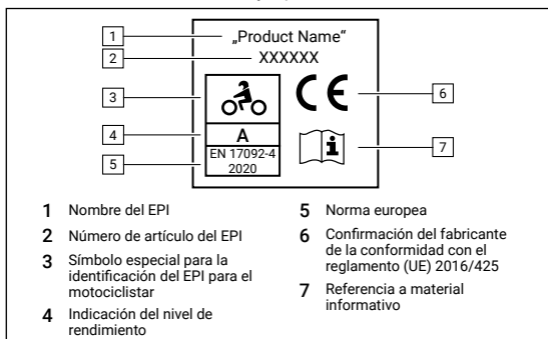 1 „Product Name“
2 XXXXXX
3
CE 6
4 A
i 7
5 EN 17092-4
2020
1 Nombre del EPI
2 Número de artículo del EPI
3 Símbolo especial para la
identificación del EPI para el
motociclistar
4 Indicación del nivel de
rendimiento
5 Norma europea
6 Confirmación del fabricante
de la conformidad con el
reglamento (UE) 2016/425
7 Referencia a material
informativo